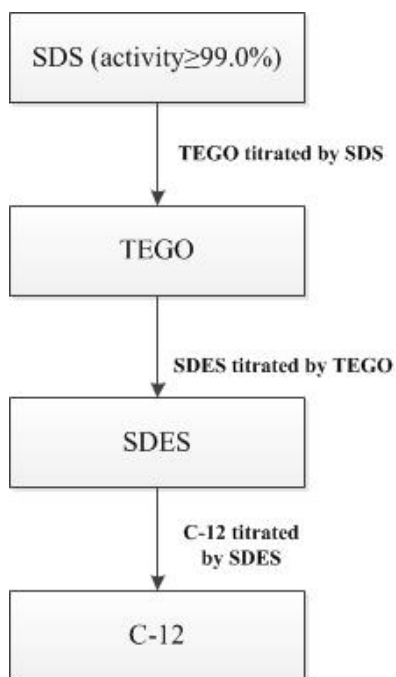 SDS (activity≥99.0%)
TEGO titrated by SDS
TEGO
SDES titrated by TEGO
SDES
C-12 titrated
by SDES
C-12